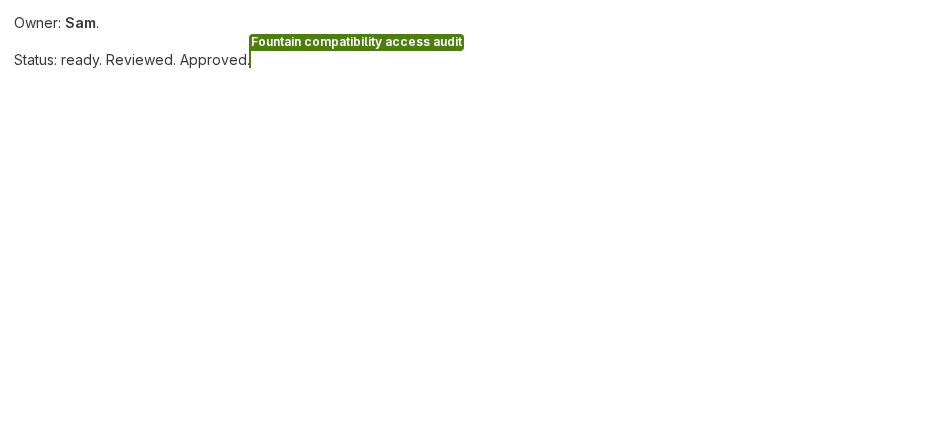 Owner: Sam.
Fountain compatibility access audit
Status: ready. Reviewed. Approved.